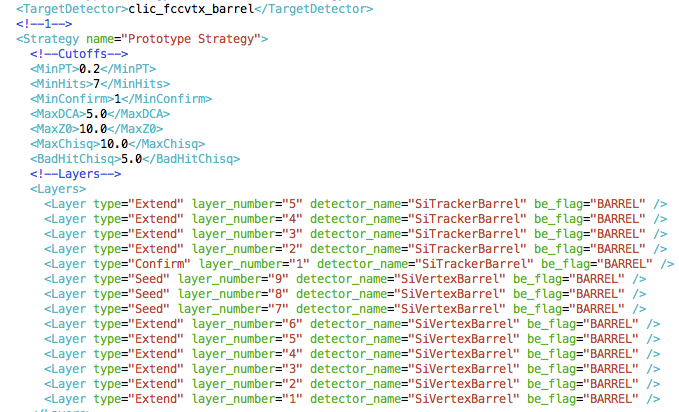 <TargetDetector>clic_fccvtx_barrel</TargetDetector>
<!--1-->
<Strategy name="Prototype Strategy">
<!--Cutoffs-->
<MinPT>0.2</MinPT>
<MinHits>7</MinHits>
<MinConfirm>1</MinConfirm>
<MaxDCA>5.0</MaxDCA>
<MaxZ0>10.0</MaxZ0>
<MaxChisq>10.0</MaxChisq>
<BadHitChisq>5.0</BadHitChisq>
<!--Layers-->
<Layers>
<Layer type="Extend" layer_number="5" detector_name="SiTrackerBarrel" be_flag="BARREL" />
<Layer type="Extend" layer_number="4" detector_name="SiTrackerBarrel" be_flag="BARREL" />
<Layer type="Extend" layer_number="3" detector_name="SiTrackerBarrel" be_flag="BARREL" />
<Layer type="Extend" layer_number="2" detector_name="SiTrackerBarrel" be_flag="BARREL" />
<Layer type="Confirm" layer_number="1" detector_name="SiTrackerBarrel" be_flag="BARREL" />
<Layer type="Seed" layer_number="9" detector_name="SiVertexBarrel" be_flag="BARREL" />
<Layer type="Seed" layer_number="8" detector_name="SiVertexBarrel" be_flag="BARREL" />
<Layer type="Seed" layer_number="7" detector_name="SiVertexBarrel" be_flag="BARREL" />
<Layer type="Extend" layer_number="6" detector_name="SiVertexBarrel" be_flag="BARREL" />
<Layer type="Extend" layer_number="5" detector_name="SiVertexBarrel" be_flag="BARREL" />
<Layer type="Extend" layer_number="4" detector_name="SiVertexBarrel" be_flag="BARREL" />
<Layer type="Extend" layer_number="3" detector_name="SiVertexBarrel" be_flag="BARREL" />
<Layer type="Extend" layer_number="2" detector_name="SiVertexBarrel" be_flag="BARREL" />
<Layer type="Extend" layer_number="1" detector_name="SiVertexBarrel" be_flag="BARREL" />